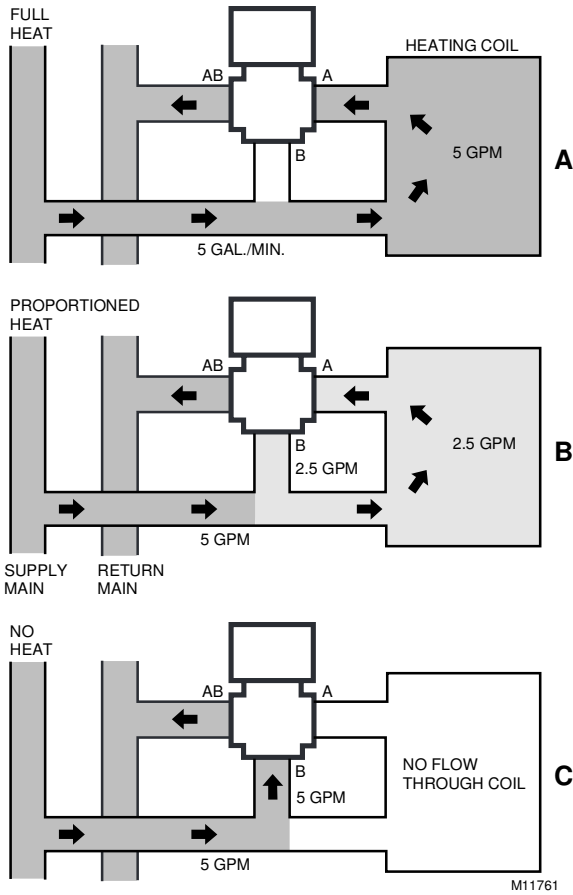 FULL
HEAT
AB
A
HEATING COIL
B
5 GPM
A
5 GAL./MIN.
PROPORTIONED
HEAT
AB
A
B
2.5 GPM
2.5 GPM
B
5 GPM
SUPPLY
MAIN
RETURN
MAIN
NO
HEAT
AB
A
B
5 GPM
NO FLOW
THROUGH COIL
C
5 GPM
M11761